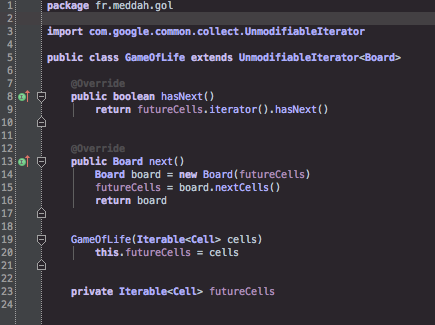 1 package fr.meddah.gol
2
3 import com.google.common.collect.UnmodifiableIterator
4
5 public class GameOfLife extends UnmodifiableIterator<Board>
6
7 @Override
8 public boolean hasNext()
9 return futureCells.iterator().hasNext()
10
11
12 @Override
13 public Board next()
14 Board board = new Board(futureCells)
15 futureCells = board.nextCells()
16 return board
17
18
19 GameOfLife(Iterable<Cell> cells)
20 this.futureCells = cells
21
22
23 private Iterable<Cell> futureCells
24